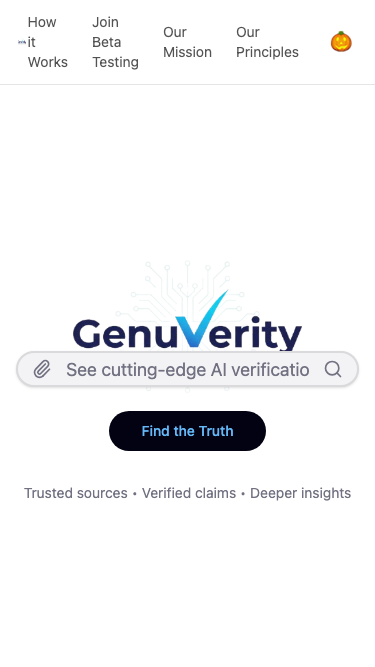 How it Works
Join Beta Testing
Our Mission
Our Principles
GenuVerity
See cutting-edge AI verificatio
Find the Truth
Trusted sources • Verified claims • Deeper insights